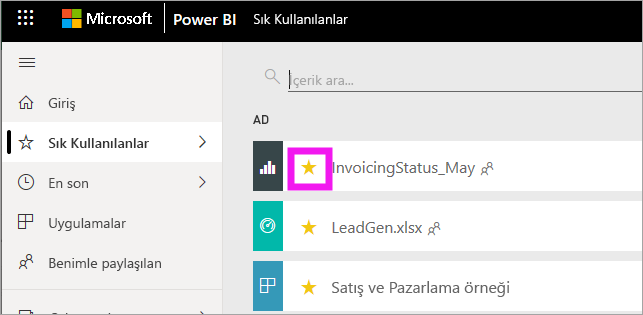 Microsoft Power BI Sık Kullanılanlar
Giriş
Sık Kullanılanlar
En son
Uygulamalar
Benimle paylaşılan
İçerik ara...
AD
InvoicingStatus_May
LeadGen.xlsx
Satış ve Pazarlama örneği